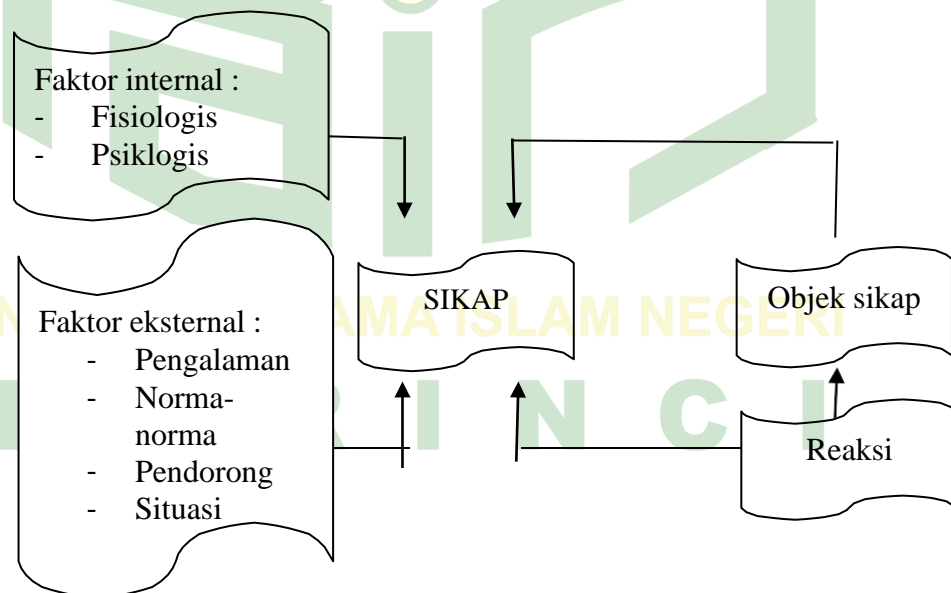 Faktor internal :
- Fisiologis
- Psiklogis
SIKAP
Objek sikap
Faktor eksternal :
- Pengalaman
- Norma-
norma
- Pendorong
- Situasi
Reaksi
AMA ISLAM NEGERI
R I N C I